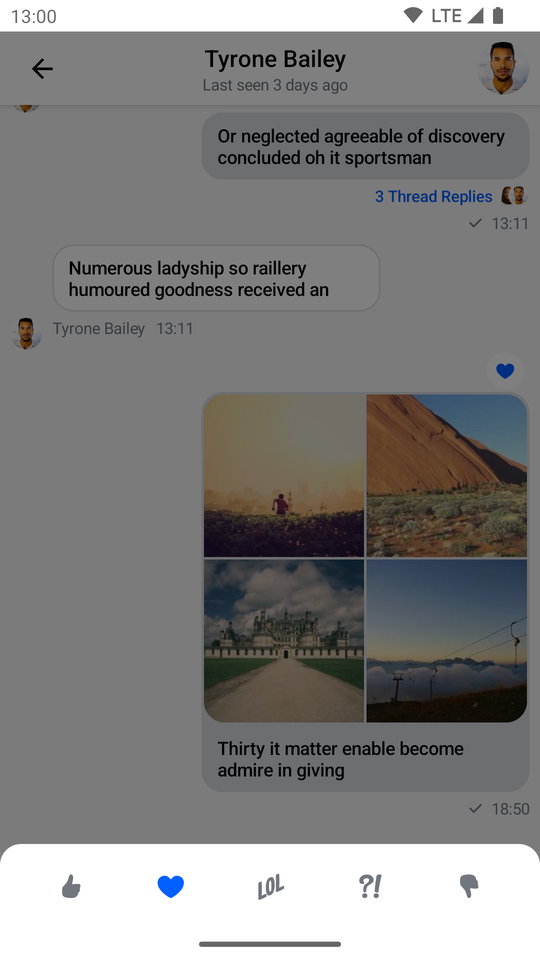 13:00
LTE
Tyrone Bailey
Last seen 3 days ago
Or neglected agreeable of discovery
concluded oh it sportsman
3 Thread Replies
13:11
Numerous ladyship so raillery
humoured goodness received an
Tyrone Bailey 13:11
Thirty it matter enable become
admire in giving
18:50
LOL ?!